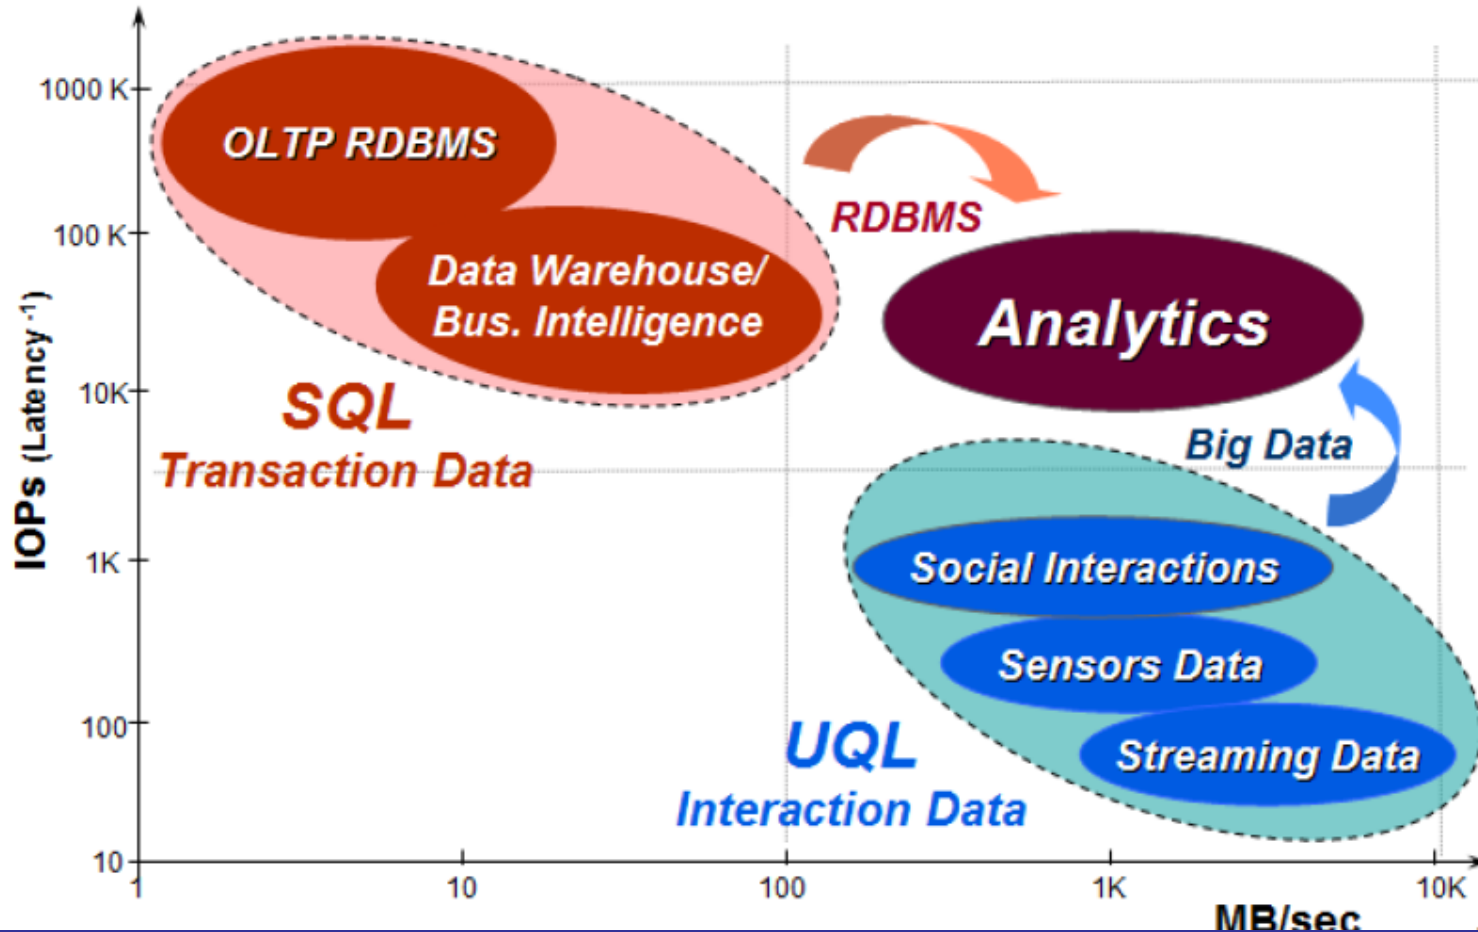 1000 K
100 K
10K
1K
100
10
IOPs (Latency -1)
OLTP RDBMS
Data Warehouse/
Bus. Intelligence
SQL
Transaction Data
RDBMS
Analytics
Big Data
Social Interactions
Sensors Data
Streaming Data
UQL
Interaction Data
1
10
100
1K
10K
MB/sec